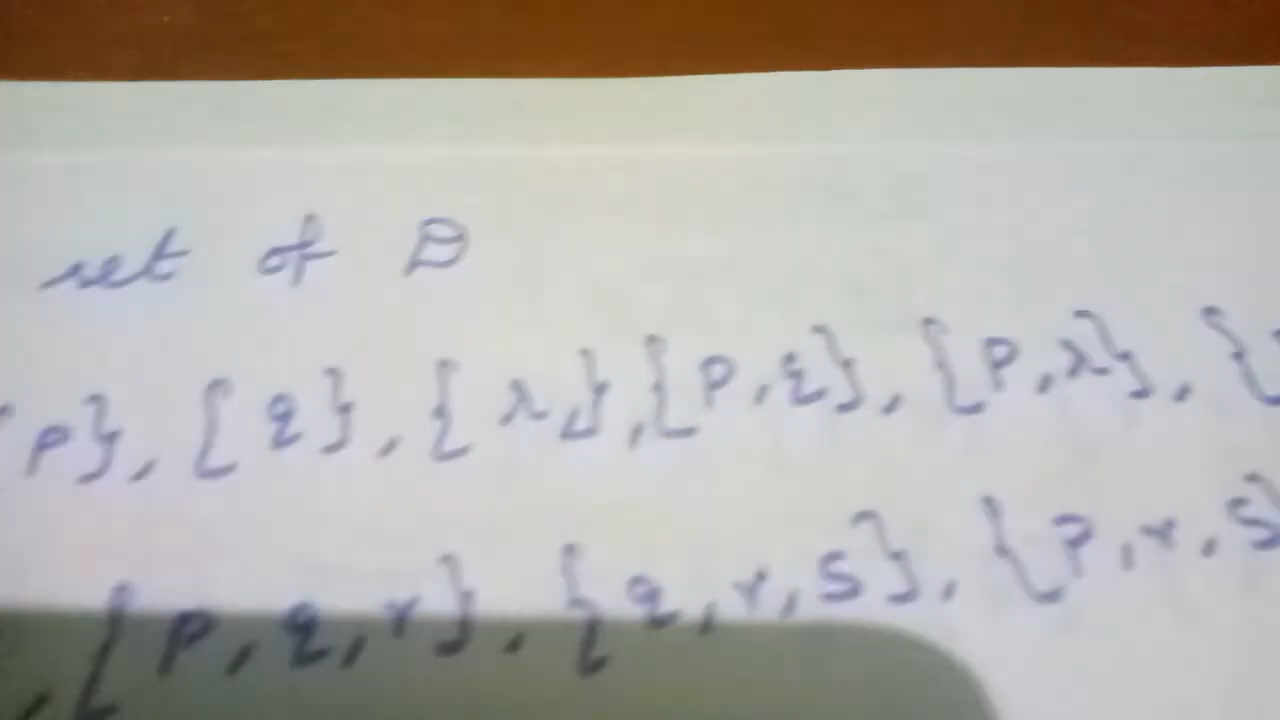 set of D
p}, {q}, {r,}, {p,q}, {p,r}, {
, {p,q,r}, {q,r,s}, {p,r,s